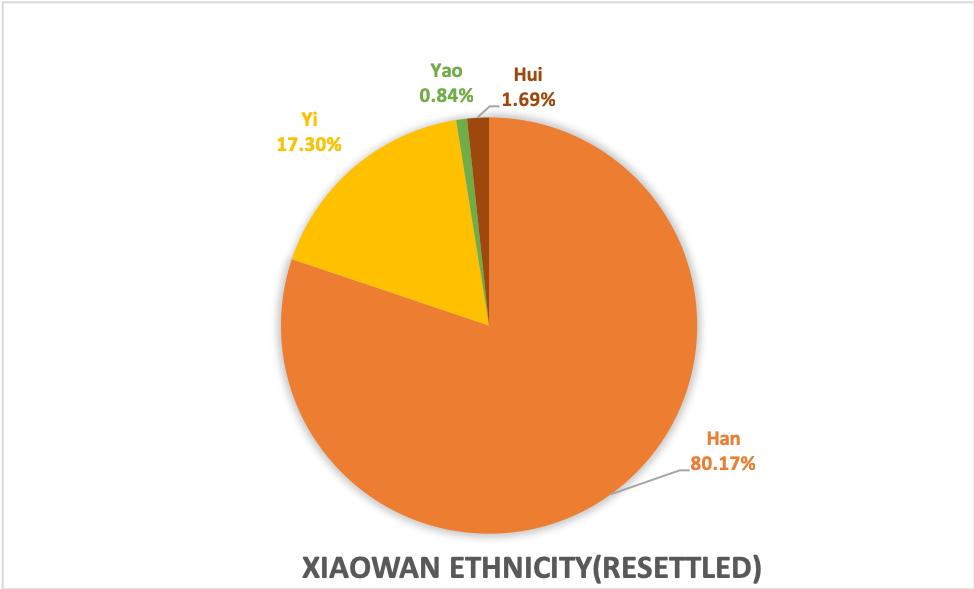 Yao
0.84%
Hui
1.69%
Yi
17.30%
Han
80.17%
XIAOWAN ETHNICITY(RESETTLED)